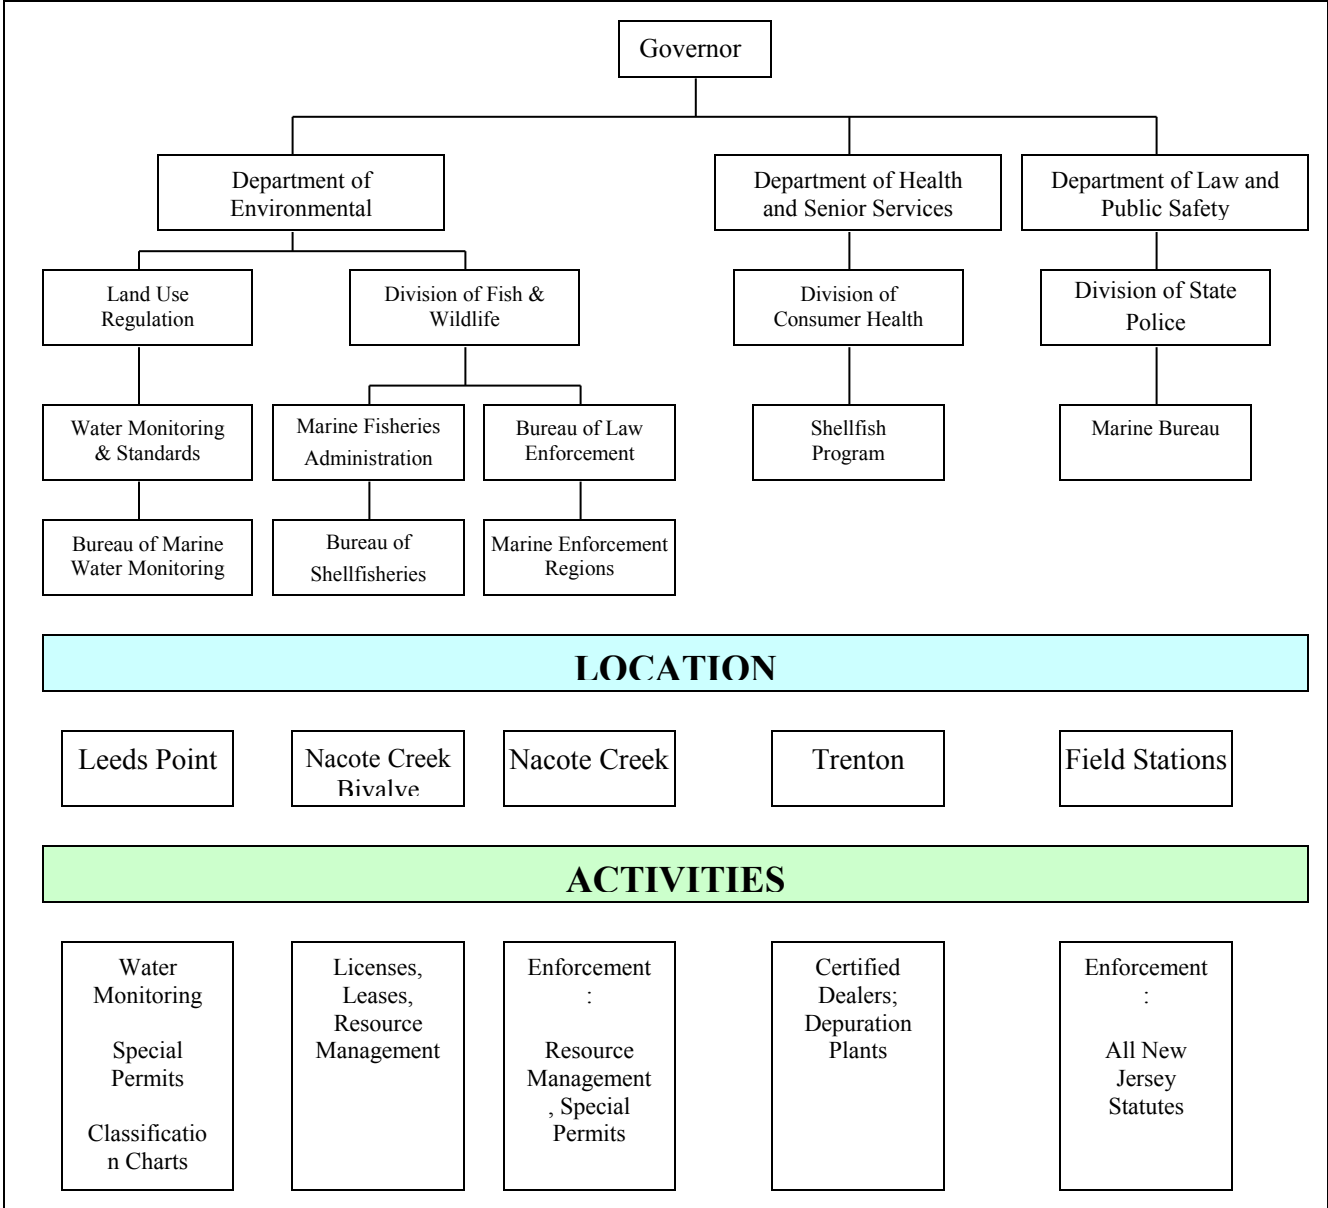 Governor
Department of
Environmental
Department of Health
and Senior Services
Department of Law and
Public Safety
Land Use
Regulation
Division of Fish &
Wildlife
Division of
Consumer Health
Division of State
Police
Water Monitoring
& Standards
Marine Fisheries
Administration
Bureau of Law
Enforcement
Shellfish
Program
Marine Bureau
Bureau of Marine
Water Monitoring
Bureau of
Shellfisheries
Marine Enforcement
Regions
LOCATION
Leeds Point
Nacote Creek
Bivalve
Nacote Creek
Trenton
Field Stations
ACTIVITIES
Water
Monitoring
Special
Permits
Classificatio
n Charts
Licenses,
Leases,
Resource
Management
Enforcement
:
Resource
Management
, Special
Permits
Certified
Dealers;
Depuration
Plants
Enforcement
:
All New
Jersey
Statutes